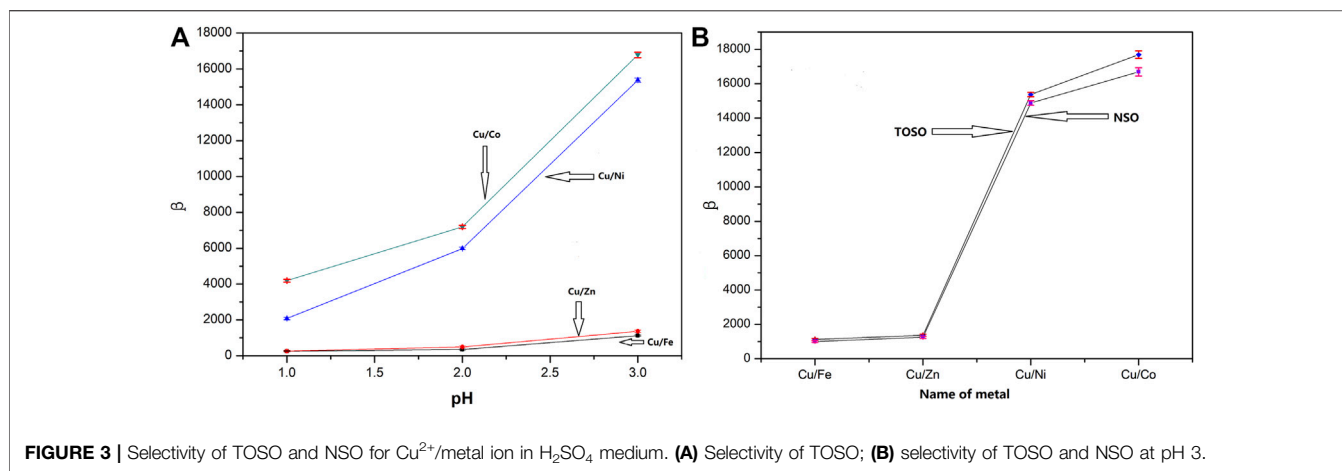 A
18000
16000
14000
12000
10000
8000
6000
4000
2000
0
β
1.0 1.5 2.0 2.5 3.0
pH
Cu/Co
Cu/Ni
Cu/Zn
Cu/Fe
B
18000
16000
14000
12000
10000
8000
6000
4000
2000
0
β
TOSO
NSO
Cu/Fe Cu/Zn Cu/Ni Cu/Co
Name of metal
FIGURE 3 | Selectivity of TOSO and NSO for Cu²⁺/metal ion in H₂SO₄ medium. (A) Selectivity of TOSO; (B) selectivity of TOSO and NSO at pH 3.